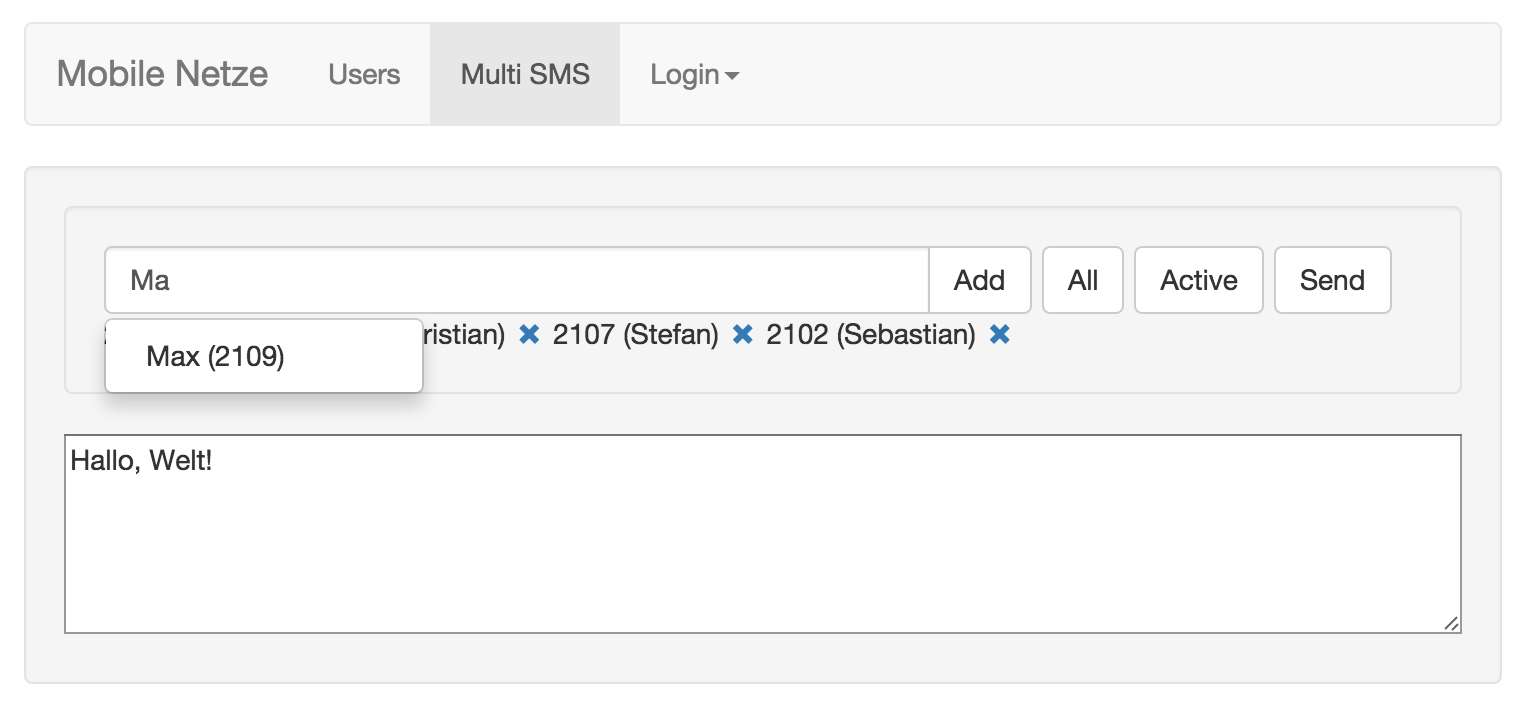 Mobile Netze Users Multi SMS Login
Ma Add All Active Send
ristian) ✖ 2107 (Stefan) ✖ 2102 (Sebastian) ✖
Max (2109)
Hallo, Welt!